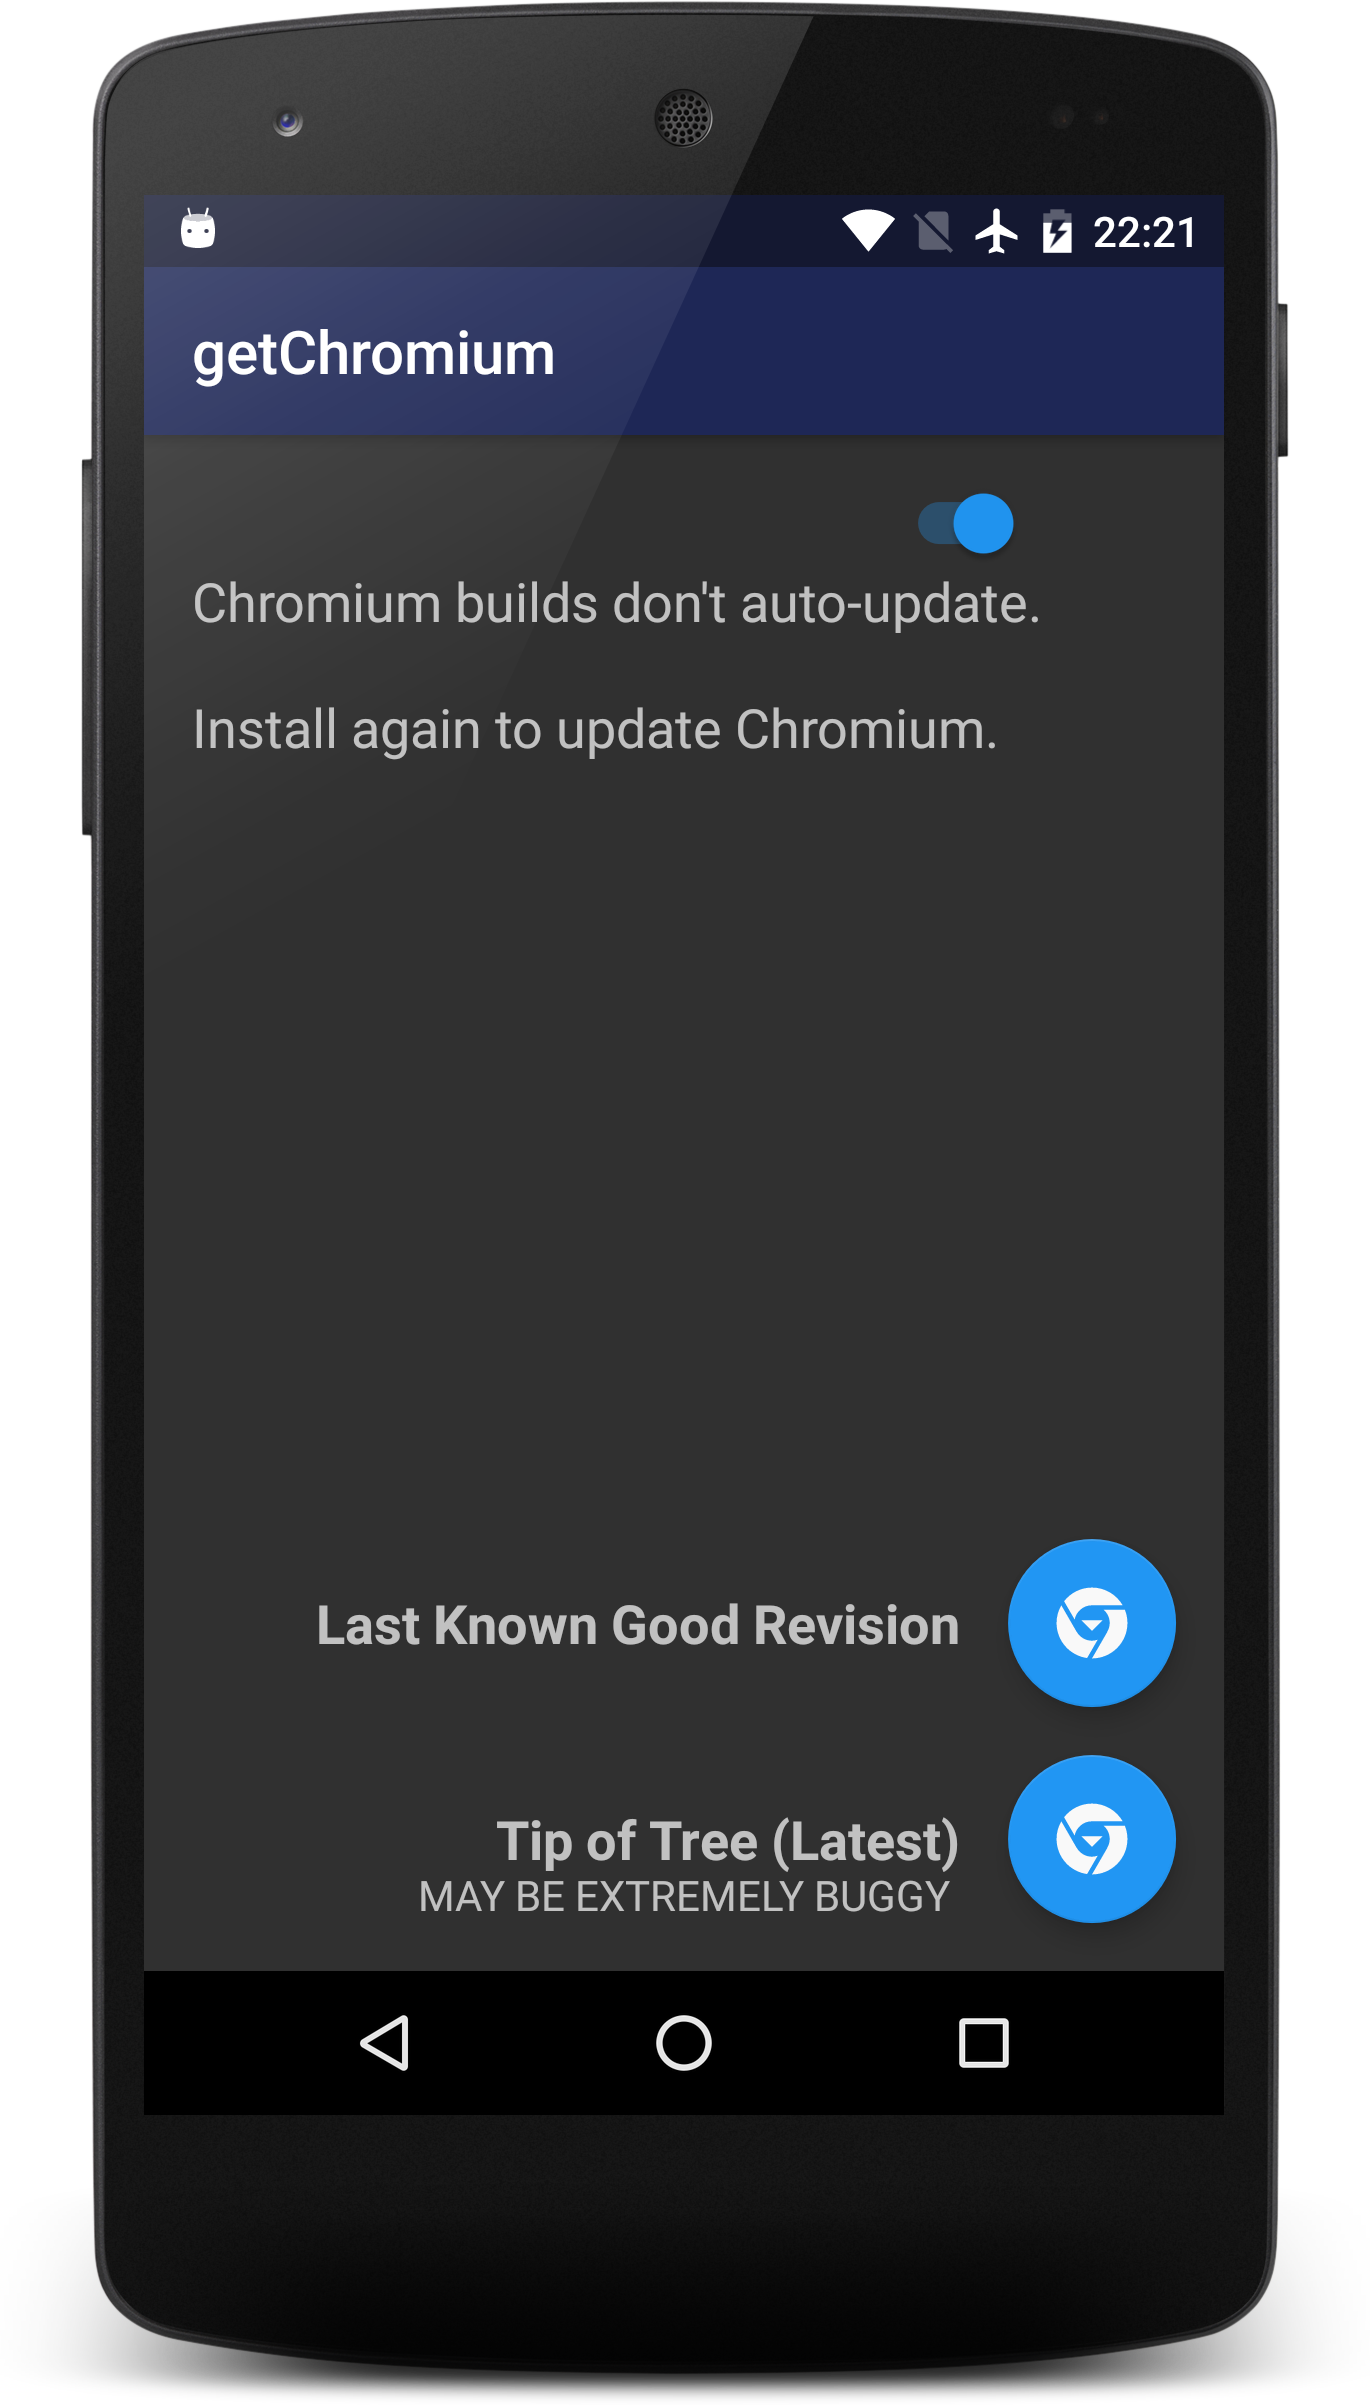 22:21
getChromium
Chromium builds don't auto-update.
Install again to update Chromium.
Last Known Good Revision
Tip of Tree (Latest)
MAY BE EXTREMELY BUGGY